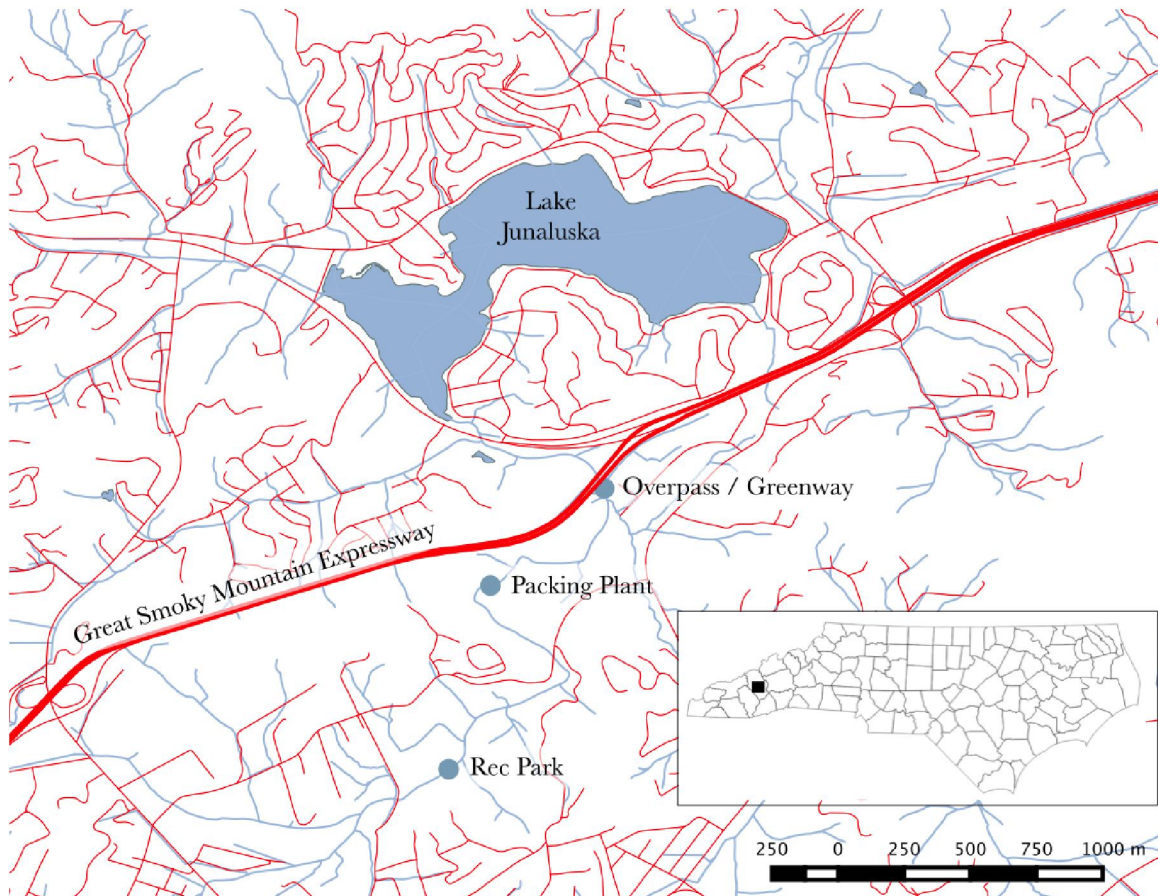 Lake
Junaluska
Overpass / Greenway
Great Smoky Mountain Expressway
Packing Plant
Rec Park
250 0 250 500 750 1000 m